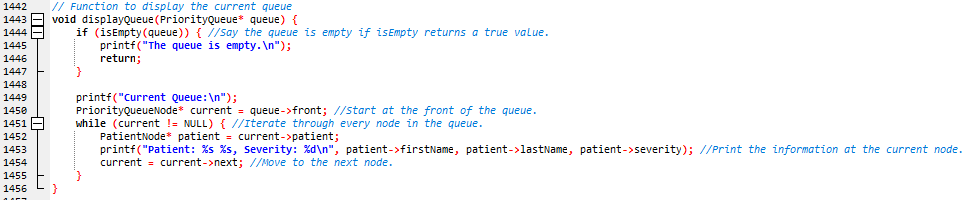 1442 // Function to display the current queue
1443 void displayQueue(PriorityQueue* queue) {
1444 if (isEmpty(queue)) { //Say the queue is empty if isEmpty returns a true value.
1445 printf("The queue is empty.\n");
1446 return;
1447 }
1448
1449 printf("Current Queue:\n");
1450 PriorityQueueNode* current = queue->front; //Start at the front of the queue.
1451 while (current != NULL) { //Iterate through every node in the queue.
1452 PatientNode* patient = current->patient;
1453 printf("Patient: %s %s, Severity: %d\n", patient->firstName, patient->lastName, patient->severity); //Print the information at the current node.
1454 current = current->next; //Move to the next node.
1455 }
1456 }